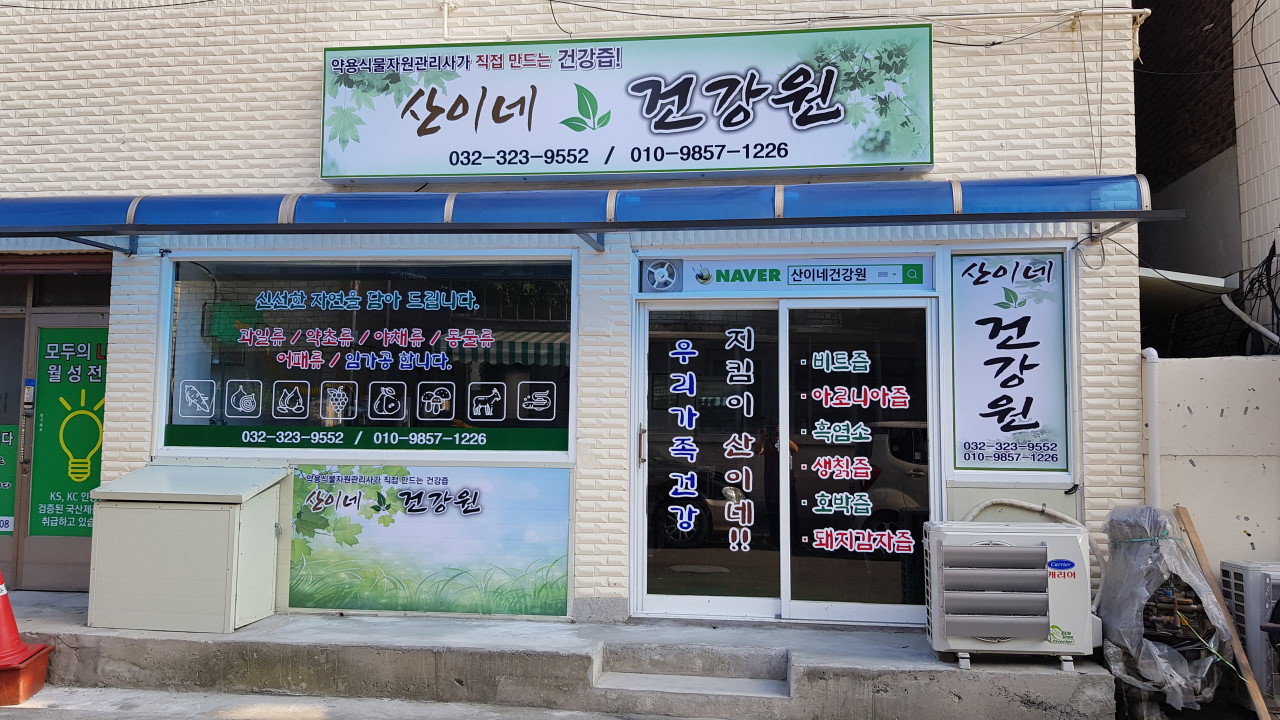 약용식물자원관리사가 직접 만드는 건강즙!
산이네 건강원
032-323-9552 / 010-9857-1226
NAVER 산이네건강원
신선한 자연을 담아 드립니다.
과일류 / 약초류 / 야채류 / 동물류
어패류 / 임가공 합니다.
032-323-9552 / 010-9857-1226
약용식물자원관리사가 직접 만드는 건강즙
산이네 건강원
우리가족건강
지킴이 산이네!!
· 비트즙
· 아로니아즙
· 흑염소
· 생칡즙
· 호박즙
· 돼지감자즙
산이네
건강원
032-323-9552
010-9857-1226
모두의
월성전
KS, KC 인
검증된 국산제
취급하고 있습
08
Carrier
캐리어